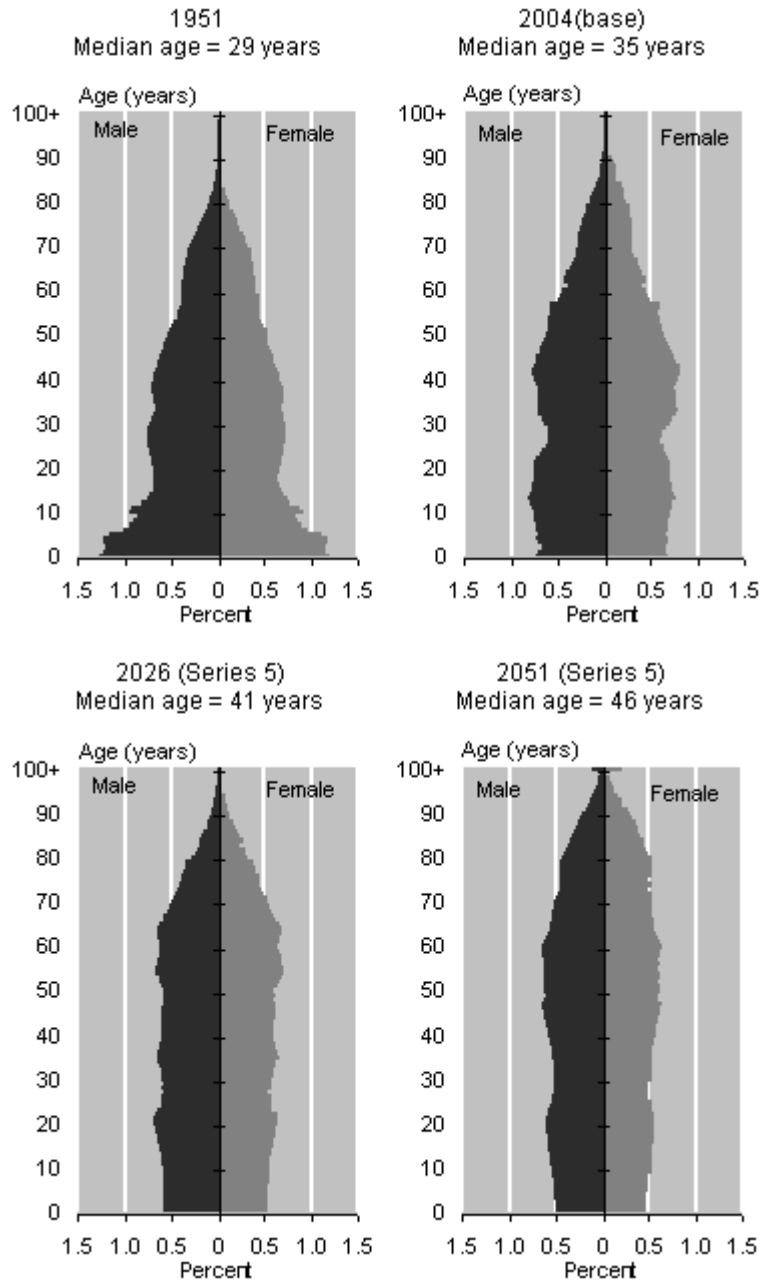 1951
Median age = 29 years
Age (years)
100+
Male
Female
90
80
70
60
50
40
30
20
10
0
1.5 1.0 0.5 0 0.5 1.0 1.5
Percent
2004(base)
Median age = 35 years
Age (years)
100+
Male
Female
90
80
70
60
50
40
30
20
10
0
1.5 1.0 0.5 0 0.5 1.0 1.5
Percent
2026 (Series 5)
Median age = 41 years
Age (years)
100+
Male
Female
90
80
70
60
50
40
30
20
10
0
1.5 1.0 0.5 0 0.5 1.0 1.5
Percent
2051 (Series 5)
Median age = 46 years
Age (years)
100+
Male
Female
90
80
70
60
50
40
30
20
10
0
1.5 1.0 0.5 0 0.5 1.0 1.5
Percent